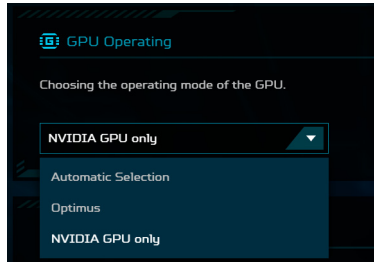 GPU Operating
Choosing the operating mode of the GPU.
NVIDIA GPU only
Automatic Selection
Optimus
NVIDIA GPU only